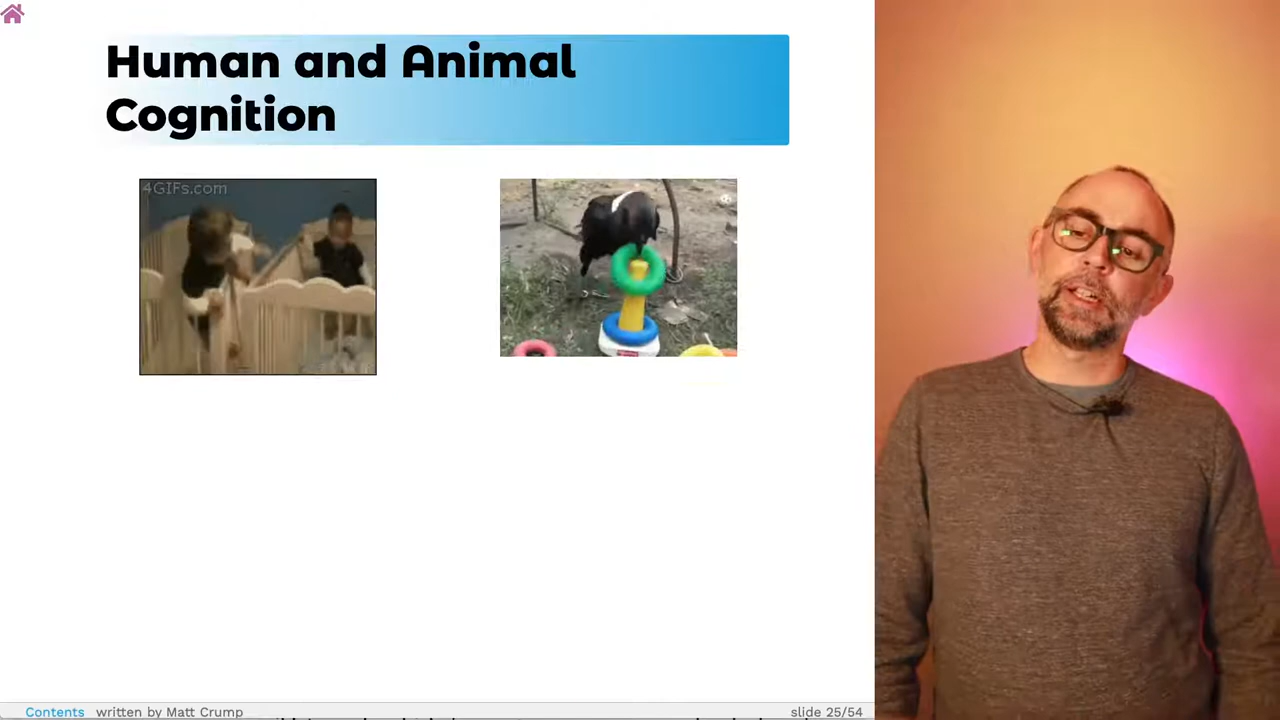 Human and Animal
Cognition
4GIFs.com
Contents written by Matt Crump
slide 25/54